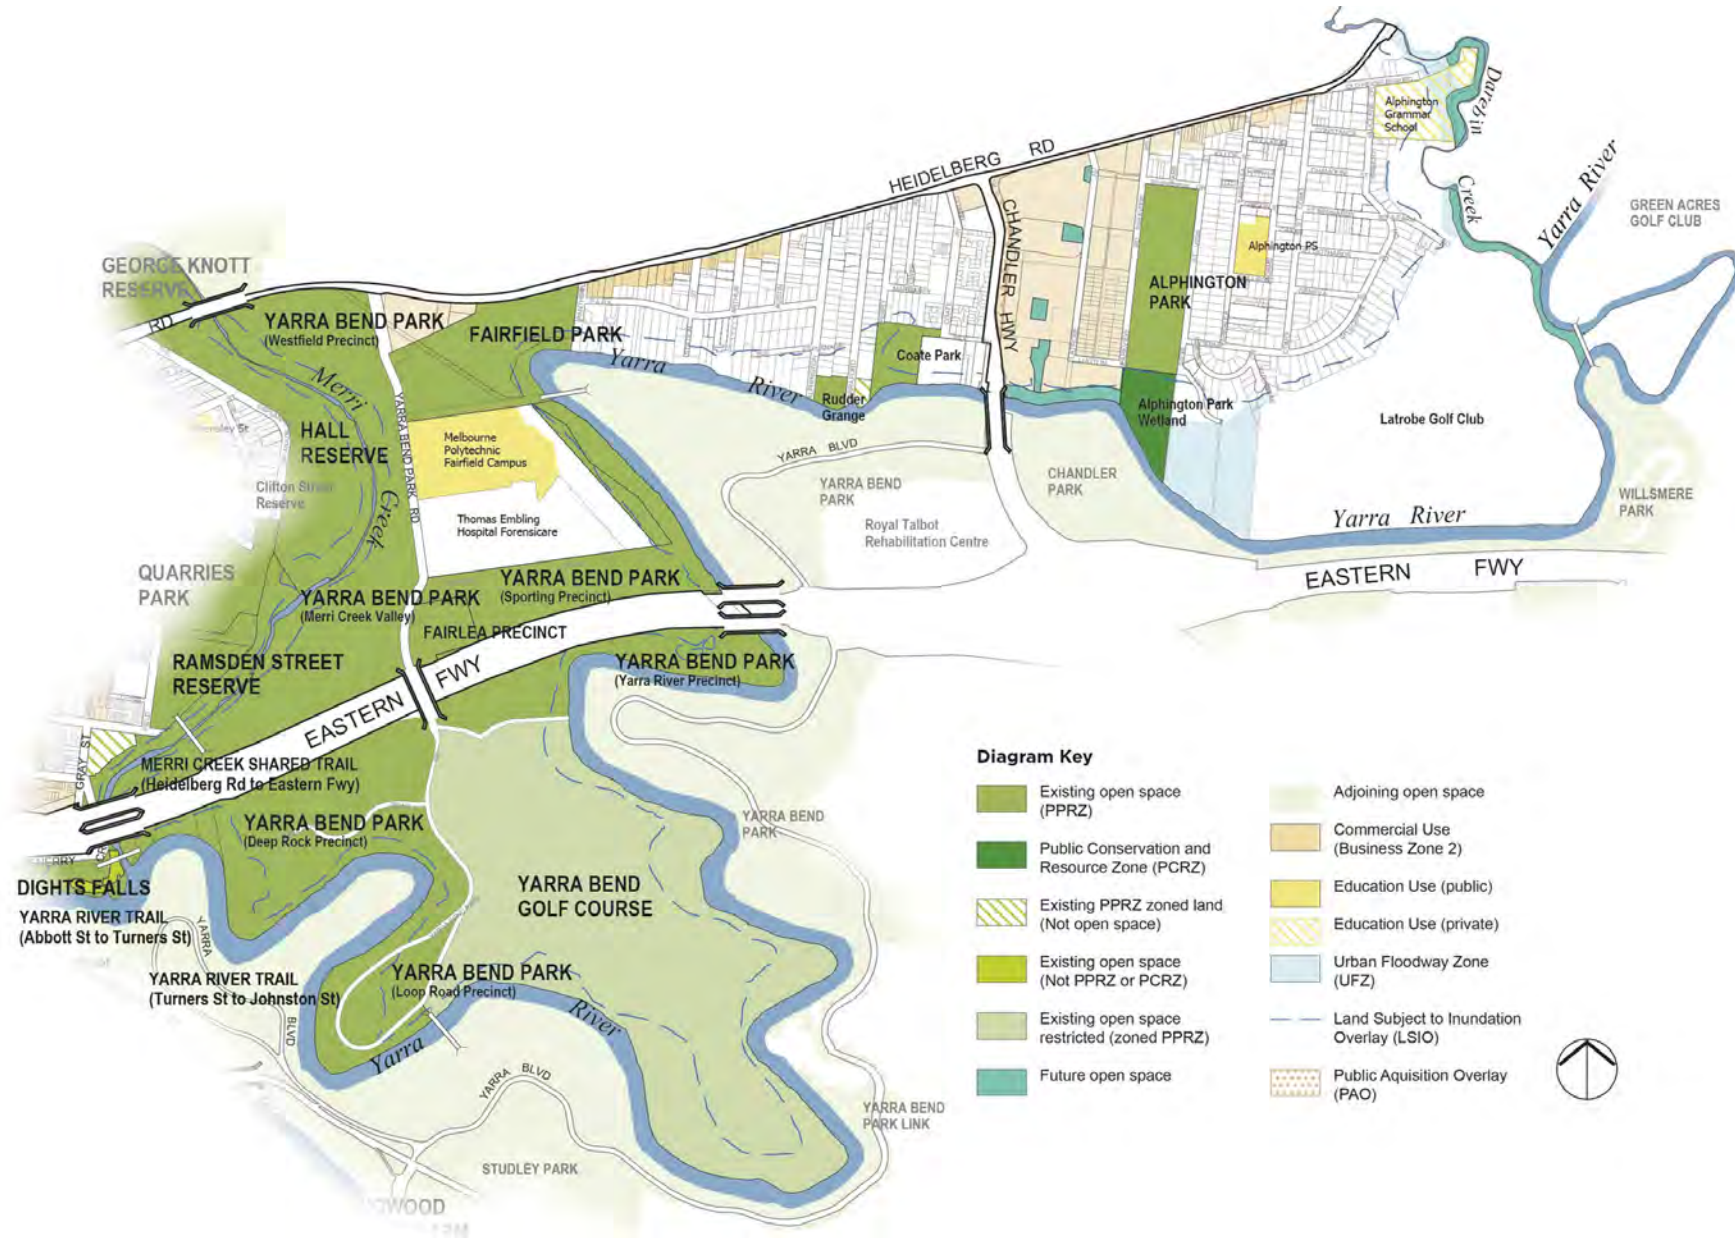 Darebin
Creek
Alphington
Grammar
School
HEIDELBERG RD
Yarra River
GREEN ACRES
GOLF CLUB
CHANDLER HWY
Alphington PS
GEORGE KNOTT
RESERVE
RD
ALPHINGTON
PARK
YARRA BEND PARK
(Westfield Precinct)
FAIRFIELD PARK
Yarra River
Coate Park
Merri Creek
YARRA BEND PARK RD
Rudder
Grange
Alphington Park
Wetland
Latrobe Golf Club
HALL
RESERVE
Melbourne
Polytechnic
Fairfield Campus
YARRA BLVD
Clifton Street
Reserve
YARRA BEND
PARK
CHANDLER
PARK
WILLSMERE
PARK
Thomas Embling
Hospital Forensicare
Royal Talbot
Rehabilitation Centre
Yarra River
QUARRIES
PARK
YARRA BEND PARK
(Sporting Precinct)
EASTERN FWY
YARRA BEND PARK
(Merri Creek Valley)
FAIRLEA PRECINCT
RAMSDEN STREET
RESERVE
YARRA BEND PARK
(Yarra River Precinct)
EASTERN FWY
GRAY ST
MERRI CREEK SHARED TRAIL
(Heidelberg Rd to Eastern Fwy)
YARRA BEND PARK
(Deep Rock Precinct)
YARRA BEND
PARK
DIGHTS FALLS
YARRA BEND
GOLF COURSE
YARRA RIVER TRAIL
(Abbott St to Turners St)
YARRA
BLVD
YARRA RIVER TRAIL
(Turners St to Johnston St)
YARRA BEND PARK
(Loop Road Precinct)
Yarra River
YARRA BLVD
YARRA BEND
PARK LINK
STUDLEY PARK
Diagram Key
Existing open space
(PPRZ)
Public Conservation and
Resource Zone (PCRZ)
Existing PPRZ zoned land
(Not open space)
Existing open space
(Not PPRZ or PCRZ)
Existing open space
restricted (zoned PPRZ)
Future open space
Adjoining open space
Commercial Use
(Business Zone 2)
Education Use (public)
Education Use (private)
Urban Floodway Zone
(UFZ)
Land Subject to Inundation
Overlay (LSIO)
Public Aquisition Overlay
(PAO)